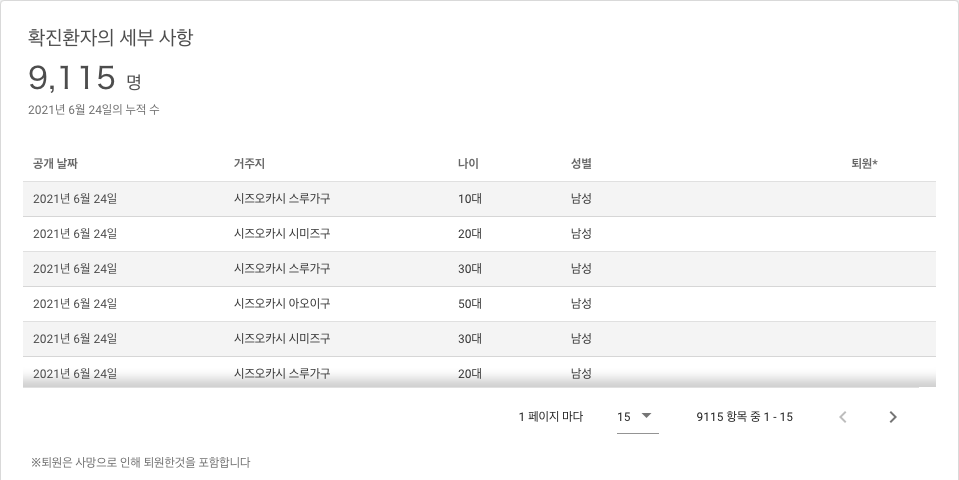 확진환자의 세부 사항
9,115 명
2021년 6월 24일의 누적 수
공개 날짜 거주지 나이 성별 퇴원*
2021년 6월 24일 시즈오카시 스루가구 10대 남성
2021년 6월 24일 시즈오카시 시미즈구 20대 남성
2021년 6월 24일 시즈오카시 스루가구 30대 남성
2021년 6월 24일 시즈오카시 아오이구 50대 남성
2021년 6월 24일 시즈오카시 시미즈구 30대 남성
2021년 6월 24일 시즈오카시 스루가구 20대 남성
1 페이지 마다 15 9115 항목 중 1 - 15
※퇴원은 사망으로 인해 퇴원한것을 포함합니다